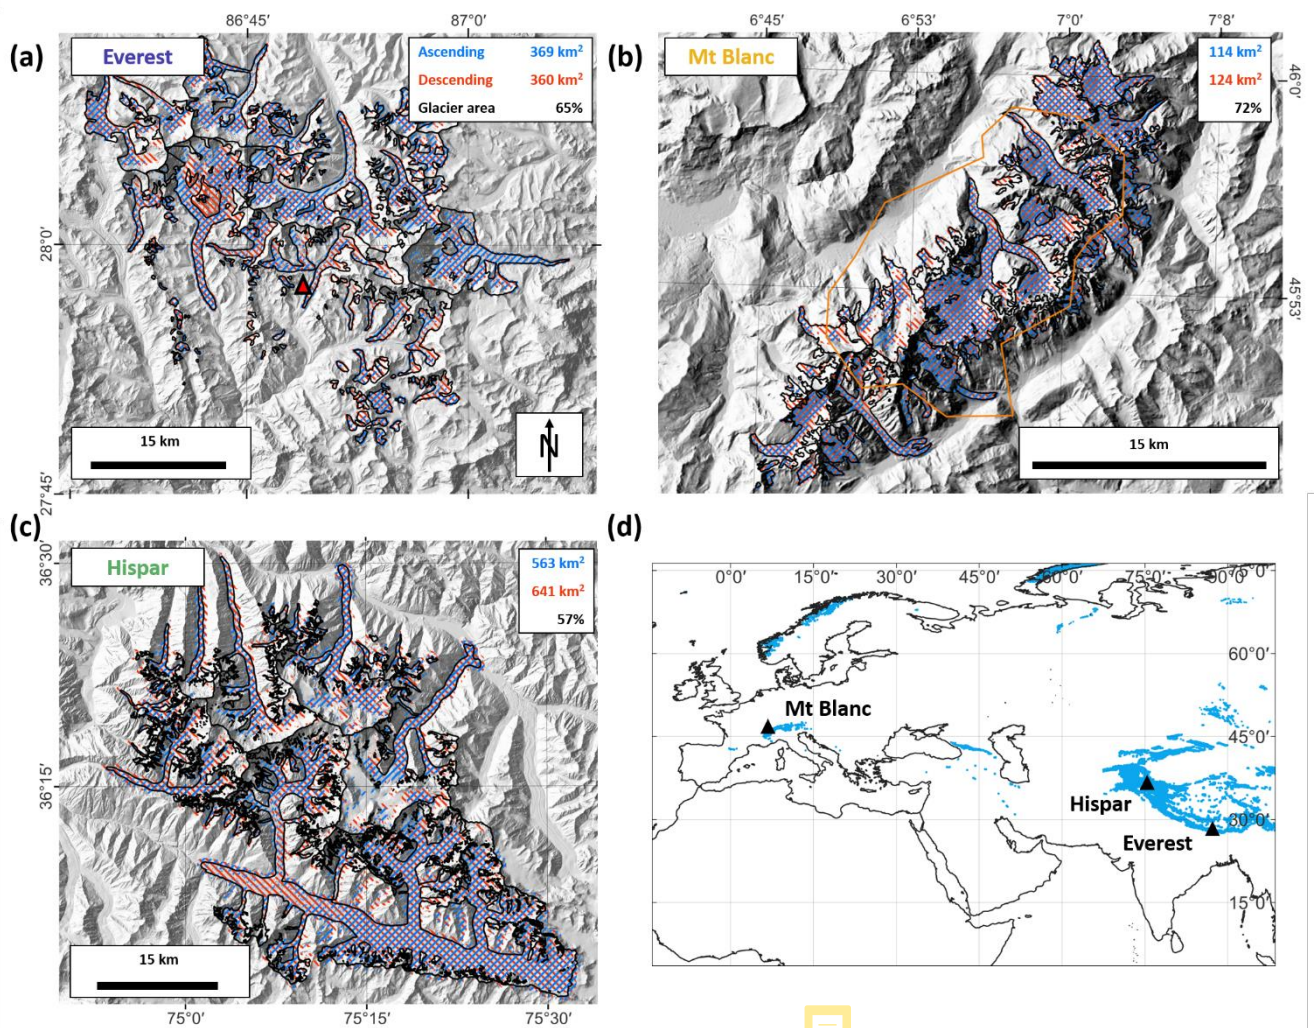 86°45′ 87°0′
(a)
Everest
Ascending 369 km²
Descending 360 km²
Glacier area 65%
28°0′
15 km
N
27°45′
6°45′ 6°53′ 7°0′ 7°8′
(b)
Mt Blanc
114 km²
124 km²
72%
46°0′
45°53′
15 km
(c)
Hispar
563 km²
641 km²
57%
36°30′
36°15′
15 km
75°0′ 75°15′ 75°30′
(d)
0°0′ 15°0′ 30°0′ 45°0′ 60°0′ 75°0′ 90°0′
75°0′
60°0′
Mt Blanc
45°0′
Hispar
30°0′
Everest
15°0′